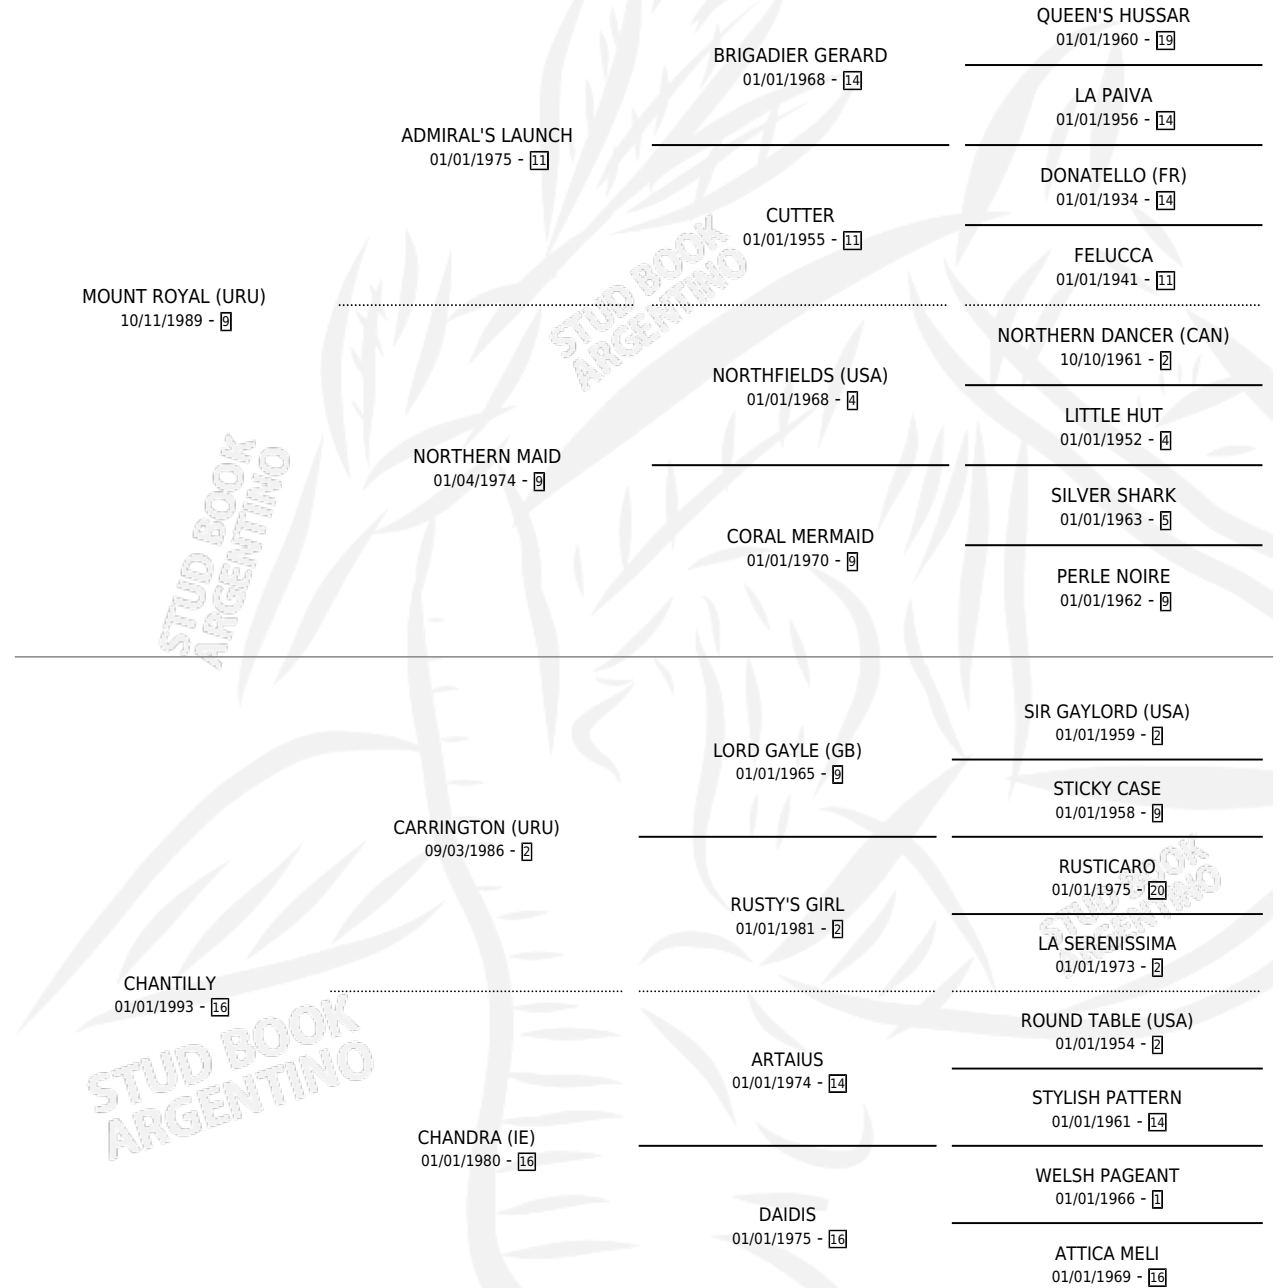 QUEEN'S HUSSAR
01/01/1960 - 19
BRIGADIER GERARD
01/01/1968 - 14
LA PAIVA
01/01/1956 - 14
ADMIRAL'S LAUNCH
01/01/1975 - 11
DONATELLO (FR)
01/01/1934 - 14
CUTTER
01/01/1955 - 11
FELUCCA
01/01/1941 - 11
MOUNT ROYAL (URU)
10/11/1989 - 9
NORTHERN DANCER (CAN)
10/10/1961 - 2
NORTHFIELDS (USA)
01/01/1968 - 4
LITTLE HUT
01/01/1952 - 4
NORTHERN MAID
01/04/1974 - 9
SILVER SHARK
01/01/1963 - 5
CORAL MERMAID
01/01/1970 - 9
PERLE NOIRE
01/01/1962 - 9
STUD BOOK
ARGENTINO
STUD BOOK
ARGENTINO
SIR GAYLORD (USA)
01/01/1959 - 2
LORD GAYLE (GB)
01/01/1965 - 9
STICKY CASE
01/01/1958 - 9
CARRINGTON (URU)
09/03/1986 - 2
RUSTICARO
01/01/1975 - 20
RUSTY'S GIRL
01/01/1981 - 2
LA SERENISSIMA
01/01/1973 - 2
STUD BOOK
ARGENTINO
CHANTILLY
01/01/1993 - 16
ROUND TABLE (USA)
01/01/1954 - 2
ARTAIUS
01/01/1974 - 14
STYLISH PATTERN
01/01/1961 - 14
STUD BOOK
ARGENTINO
CHANDRA (IE)
01/01/1980 - 16
WELSH PAGEANT
01/01/1966 - 1
DAIDIS
01/01/1975 - 16
ATTICA MELI
01/01/1969 - 16